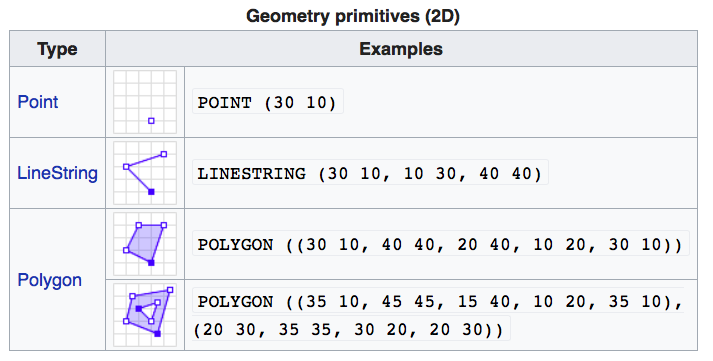 Geometry primitives (2D)
Type Examples
Point POINT (30 10)
LineString LINESTRING (30 10, 10 30, 40 40)
Polygon
POLYGON ((30 10, 40 40, 20 40, 10 20, 30 10))
POLYGON ((35 10, 45 45, 15 40, 10 20, 35 10),
(20 30, 35 35, 30 20, 20 30))